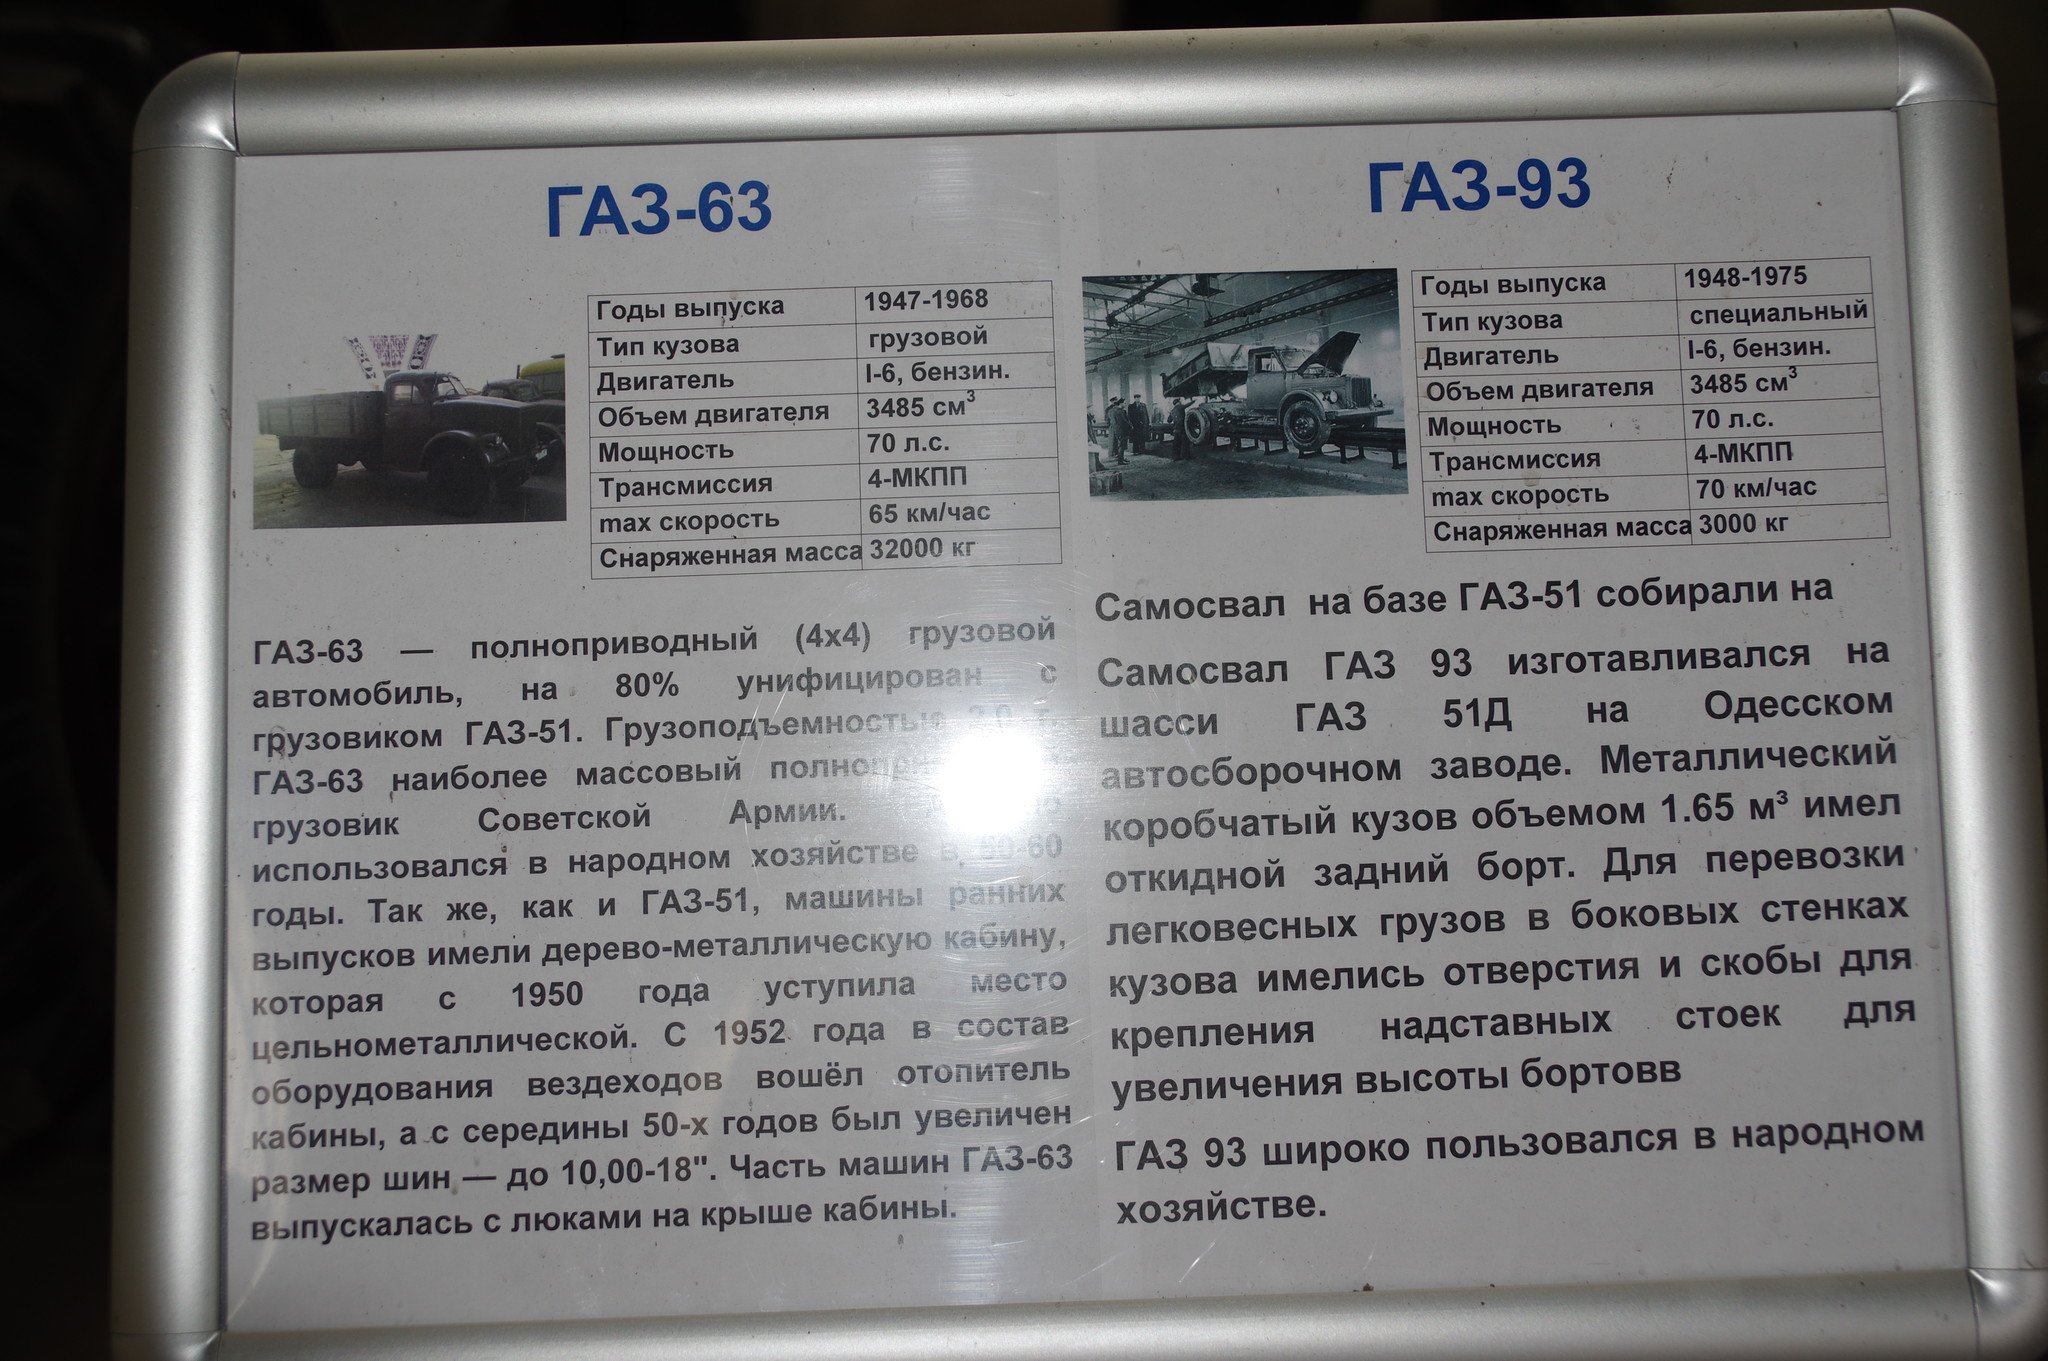 ГАЗ-63
Годы выпуска 1947-1968
Тип кузова грузовой
Двигатель I-6, бензин.
Объем двигателя 3485 см³
Мощность 70 л.с.
Трансмиссия 4-МКПП
max скорость 65 км/час
Снаряженная масса 32000 кг
ГАЗ-63 — полноприводный (4x4) грузовой
автомобиль, на 80% унифицирован с
грузовиком ГАЗ-51. Грузоподъемностью
ГАЗ-63 наиболее массовый
грузовик Советской Армии.
использовался в народном хозяйстве в 50-60
годы. Так же, как и ГАЗ-51, машины ранних
выпусков имели дерево-металлическую кабину,
которая с 1950 года уступила место
цельнометаллической. С 1952 года в состав
оборудования вездеходов вошёл отопитель
кабины, а с середины 50-х годов был увеличен
размер шин — до 10,00-18". Часть машин ГАЗ-63
выпускалась с люками на крыше кабины.
ГАЗ-93
Годы выпуска 1948-1975
Тип кузова специальный
Двигатель I-6, бензин.
Объем двигателя 3485 см³
Мощность 70 л.с.
Трансмиссия 4-МКПП
max скорость 70 км/час
Снаряженная масса 3000 кг
Самосвал на базе ГАЗ-51 собирали на
Самосвал ГАЗ 93 изготавливался на
шасси ГАЗ 51Д на Одесском
автосборочном заводе. Металлический
коробчатый кузов объемом 1.65 м³ имел
откидной задний борт. Для перевозки
легковесных грузов в боковых стенках
кузова имелись отверстия и скобы для
крепления надставных стоек для
увеличения высоты бортовв
ГАЗ 93 широко пользовался в народном
хозяйстве.